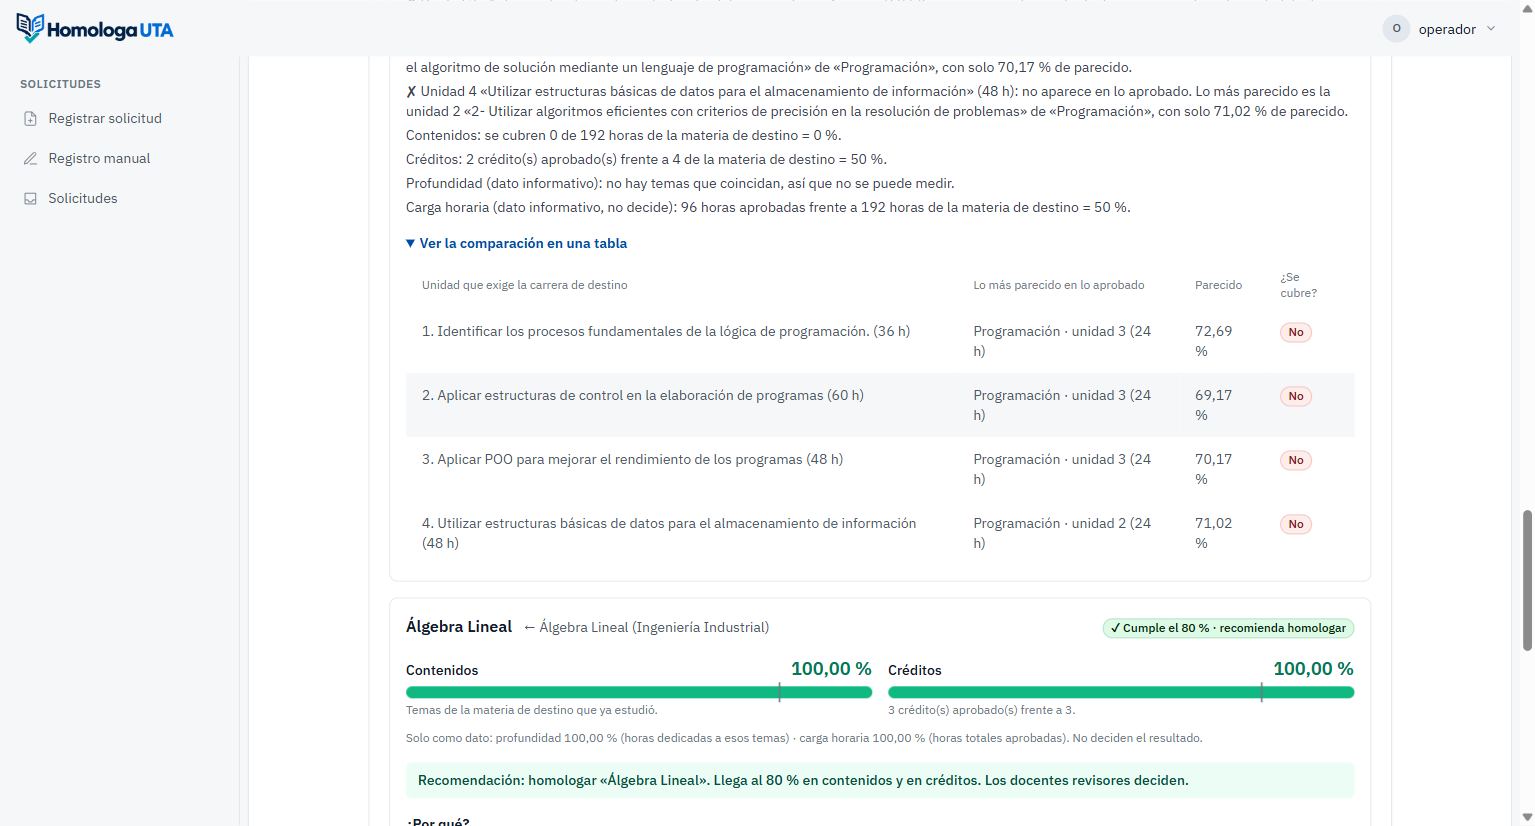 HomologaUTA
O
operador
SOLICITUDES
Registrar solicitud
Registro manual
Solicitudes
el algoritmo de solución mediante un lenguaje de programación» de «Programación», con solo 70,17 % de parecido.
✗ Unidad 4 «Utilizar estructuras básicas de datos para el almacenamiento de información» (48 h): no aparece en lo aprobado. Lo más parecido es la
unidad 2 «2- Utilizar algoritmos eficientes con criterios de precisión en la resolución de problemas» de «Programación», con solo 71,02 % de parecido.
Contenidos: se cubren 0 de 192 horas de la materia de destino = 0 %.
Créditos: 2 crédito(s) aprobado(s) frente a 4 de la materia de destino = 50 %.
Profundidad (dato informativo): no hay temas que coincidan, así que no se puede medir.
Carga horaria (dato informativo, no decide): 96 horas aprobadas frente a 192 horas de la materia de destino = 50 %.
▼ Ver la comparación en una tabla
Unidad que exige la carrera de destino
Lo más parecido en lo aprobado
Parecido
¿Se
cubre?
1. Identificar los procesos fundamentales de la lógica de programación. (36 h)
Programación · unidad 3 (24
h)
72,69
%
No
2. Aplicar estructuras de control en la elaboración de programas (60 h)
Programación · unidad 3 (24
h)
69,17
%
No
3. Aplicar POO para mejorar el rendimiento de los programas (48 h)
Programación · unidad 3 (24
h)
70,17
%
No
4. Utilizar estructuras básicas de datos para el almacenamiento de información
(48 h)
Programación · unidad 2 (24
h)
71,02
%
No
Álgebra Lineal ← Álgebra Lineal (Ingeniería Industrial)
✓ Cumple el 80 % · recomienda homologar
Contenidos
100,00 %
Temas de la materia de destino que ya estudió.
Créditos
100,00 %
3 crédito(s) aprobado(s) frente a 3.
Solo como dato: profundidad 100,00 % (horas dedicadas a esos temas) · carga horaria 100,00 % (horas totales aprobadas). No deciden el resultado.
Recomendación: homologar «Álgebra Lineal». Llega al 80 % en contenidos y en créditos. Los docentes revisores deciden.
¿Por qué?